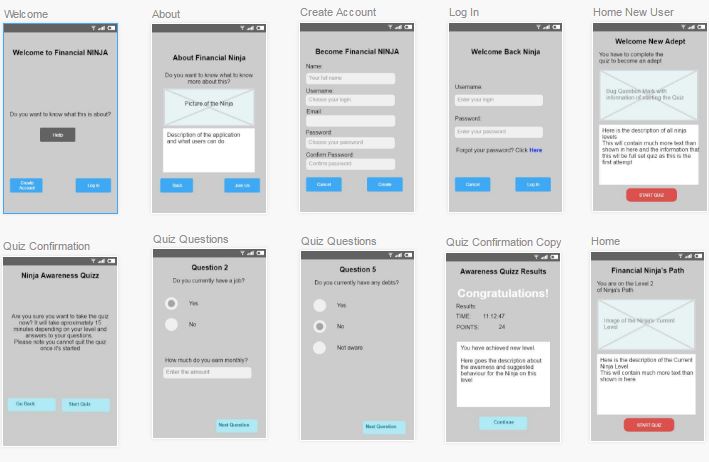 Welcome
Welcome to Financial NINJA
Do you want to know what this is about?
Help
Create
Account
Log In
About
About Financial Ninja
Do you want to know what to know
more about this?
Picture of the Ninja
Description of the application
and what users can do.
Back
Join Us
Create Account
Become Financial NINJA
Name:
Your full name
Username:
Choose your login
Email
Password:
Choose your password
Confirm Password
Confirm password
Cancel
Create
Log In
Welcome Back Ninja
Username:
Enter your login
Password:
Enter your password
Forgot your password? Click Here
Cancel
Log In
Home New User
Welcome New Adept
You have to complete the
quiz to become an adept
Bug Question Mark with
information of starting the Quiz
Here is the description of all ninja
levels
This will contain much more text than
shown in here and the information that
this will be full set quiz as this is the
first attempt
START QUIZ
Quiz Confirmation
Ninja Awareness Quizz
Are you sure you want to take the quiz
now? It will take aproximately 15
minutes depending on your level and
answers to your questions.
Please note you cannot quit the quiz
once it's started
Go Back
Start Quiz
Quiz Questions
Question 2
Do you currently have a job?
Yes
No
How much do you earn monthly?
Enter the amount
Next Question
Quiz Questions
Question 5
Do you currently have any debts?
Yes
No
Not aware
Next Question
Quiz Confirmation Copy
Awareness Quizz Results
Congratulations!
Results:
TIME: 11:12:47
POINTS: 24
You have achieved new level.
Here goes the description about
the awarness and suggested
behaviour for the Ninja on this
level
Continue
Home
Financial Ninja's Path
You are on the Level 2
of Ninja's Path
Image of the Ninja's Current
Level
Here is the description of the Current
Ninja Level
This will contain much more text than
shown in here.
START QUIZ